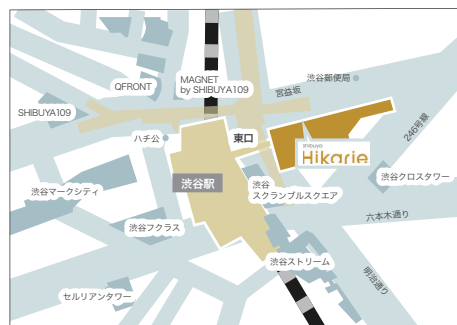 渋谷郵便局
宮益坂
MAGNET
by SHIBUYA109
QFRONT
SHIBUYA109
246号線
ハチ公
東口
shibuya
Hikarie
渋谷駅
渋谷
スクランブルスクエア
渋谷クロスタワー
渋谷マークシティ
六本木通り
渋谷フクラス
渋谷ストリーム
明治通り
セルリアンタワー